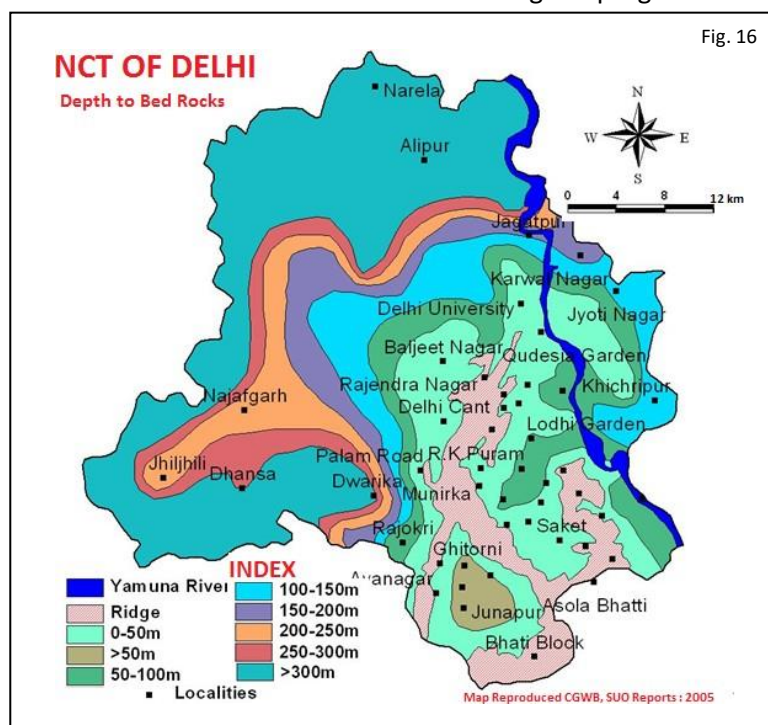 Fig. 16
NCT OF DELHI
Depth to Bed Rocks
Narela
N
W E
S
Alipur
0 4 8 12 km
Jagatpur
Karwal Nagar
Delhi University
Jyoti Nagar
Baljeet Nagar
Qudesia Garden
Rajendra Nagar
Khichripur
Najafgarh
Delhi Cant
Lodhi Garden
Palam Road
R.K.Puram
Jhiljhili
Dhansa
Dwarika
Munirka
Rajokri
Saket
Ghitorni
INDEX
Ayanagar
Yamuna River
100-150m
Ridge
150-200m
Junapur
Asola Bhatti
0-50m
200-250m
>50m
250-300m
Bhati Block
50-100m
>300m
Localities
Map Reproduced CGWB, SUO Reports : 2005